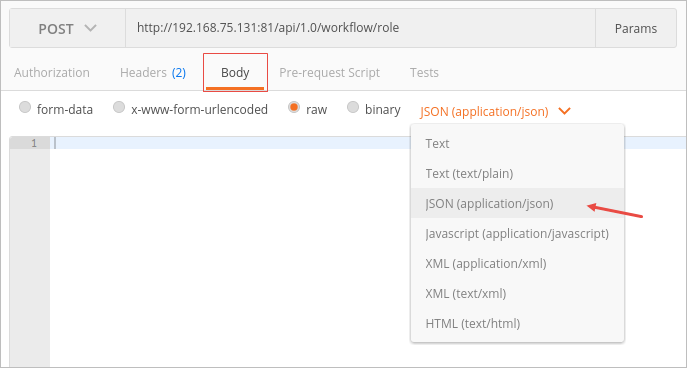 POST http://192.168.75.131:81/api/1.0/workflow/role Params
Authorization Headers (2) Body Pre-request Script Tests
form-data x-www-form-urlencoded raw binary JSON (application/json)
1
Text
Text (text/plain)
JSON (application/json)
Javascript (application/javascript)
XML (application/xml)
XML (text/xml)
HTML (text/html)